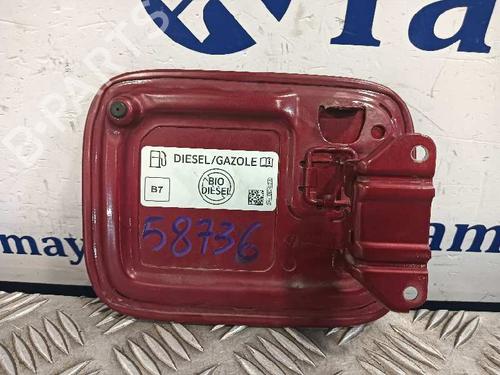 B-PARTS
DIESEL/GAZOLE
B7
BIO
DIESEL
58736
may
am